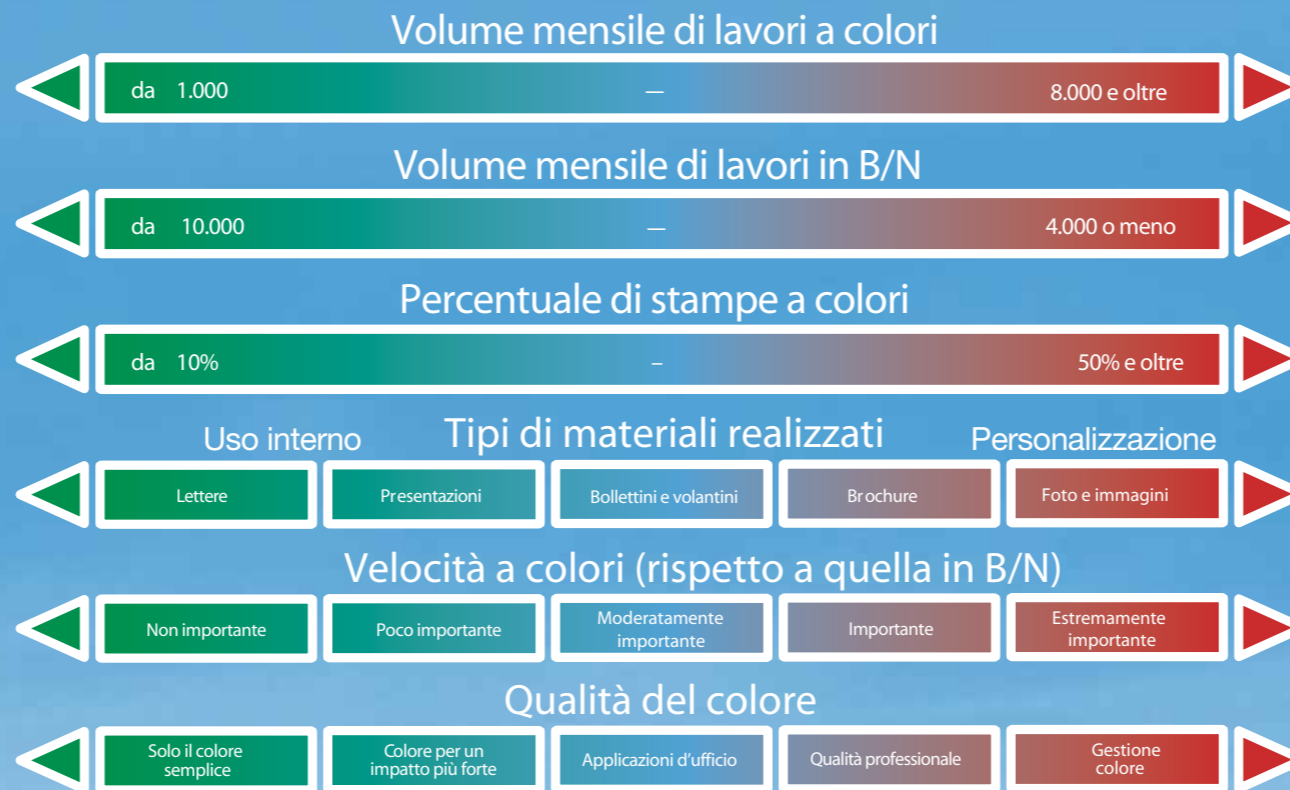 Volume mensile di lavori a colori
da 1.000 — 8.000 e oltre
Volume mensile di lavori in B/N
da 10.000 — 4.000 o meno
Percentuale di stampe a colori
da 10% – 50% e oltre
Uso interno Tipi di materiali realizzati Personalizzazione
Lettere Presentazioni Bollettini e volantini Brochure Foto e immagini
Velocità a colori (rispetto a quella in B/N)
Non importante Poco importante Moderatamente importante Importante Estremamente importante
Qualità del colore
Solo il colore semplice Colore per un impatto più forte Applicazioni d'ufficio Qualità professionale Gestione colore